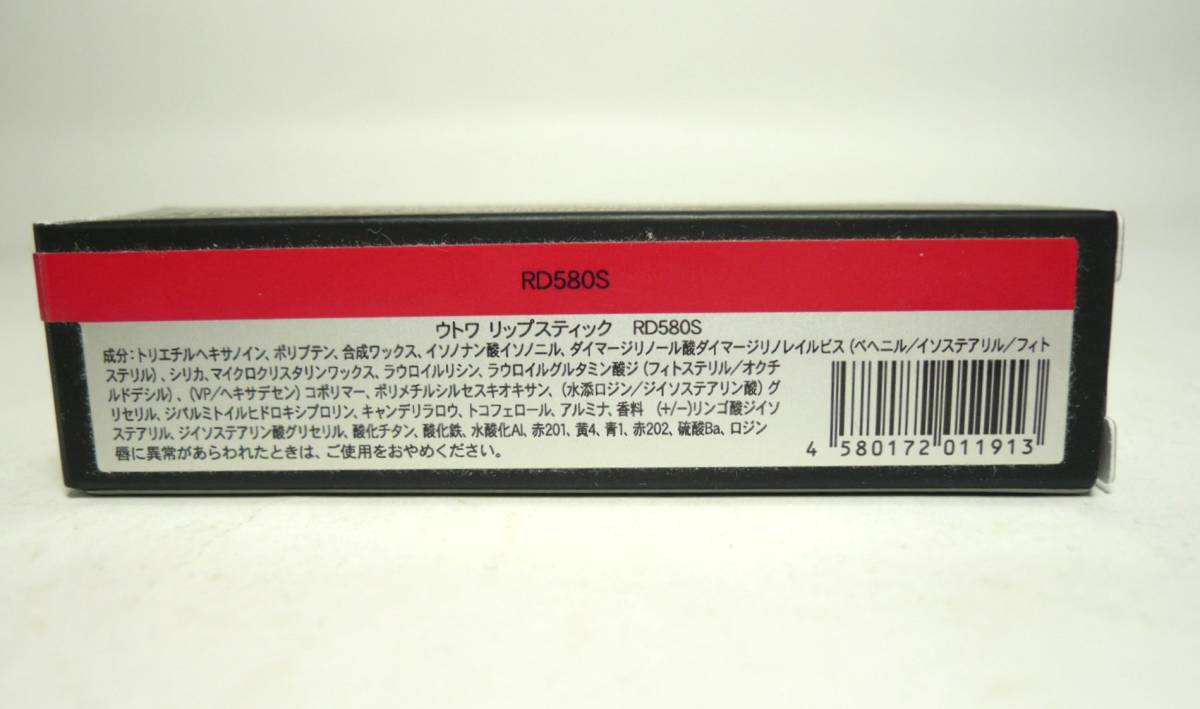 RD580S
ウトワ リップスティック RD580S
成分:トリエチルヘキサノイン、ポリブテン、合成ワックス、イソノナン酸イソノニル、ダイマージリノール酸ダイマージリノレイルビス(ベヘニル/イソステアリル/フィト
ステリル)、シリカ、マイクロクリスタリンワックス、ラウロイルリシン、ラウロイルグルタミン酸ジ(フィトステリル/オクチ
ルドデシル)、(VP/ヘキサデセン)コポリマー、ポリメチルシルセスキオキサン、(水添ロジン/ジイソステアリン酸)グ
リセリル、ジパルミトイルヒドロキシプロリン、キャンデリラロウ、トコフェロール、アルミナ、香料 (+/−)リンゴ酸ジイソ
ステアリル、ジイソステアリン酸グリセリル、酸化チタン、酸化鉄、水酸化Al、赤201、黄4、青1、赤202、硫酸Ba、ロジン
唇に異常があらわれたときは、ご使用をおやめください。
4 580172 011913